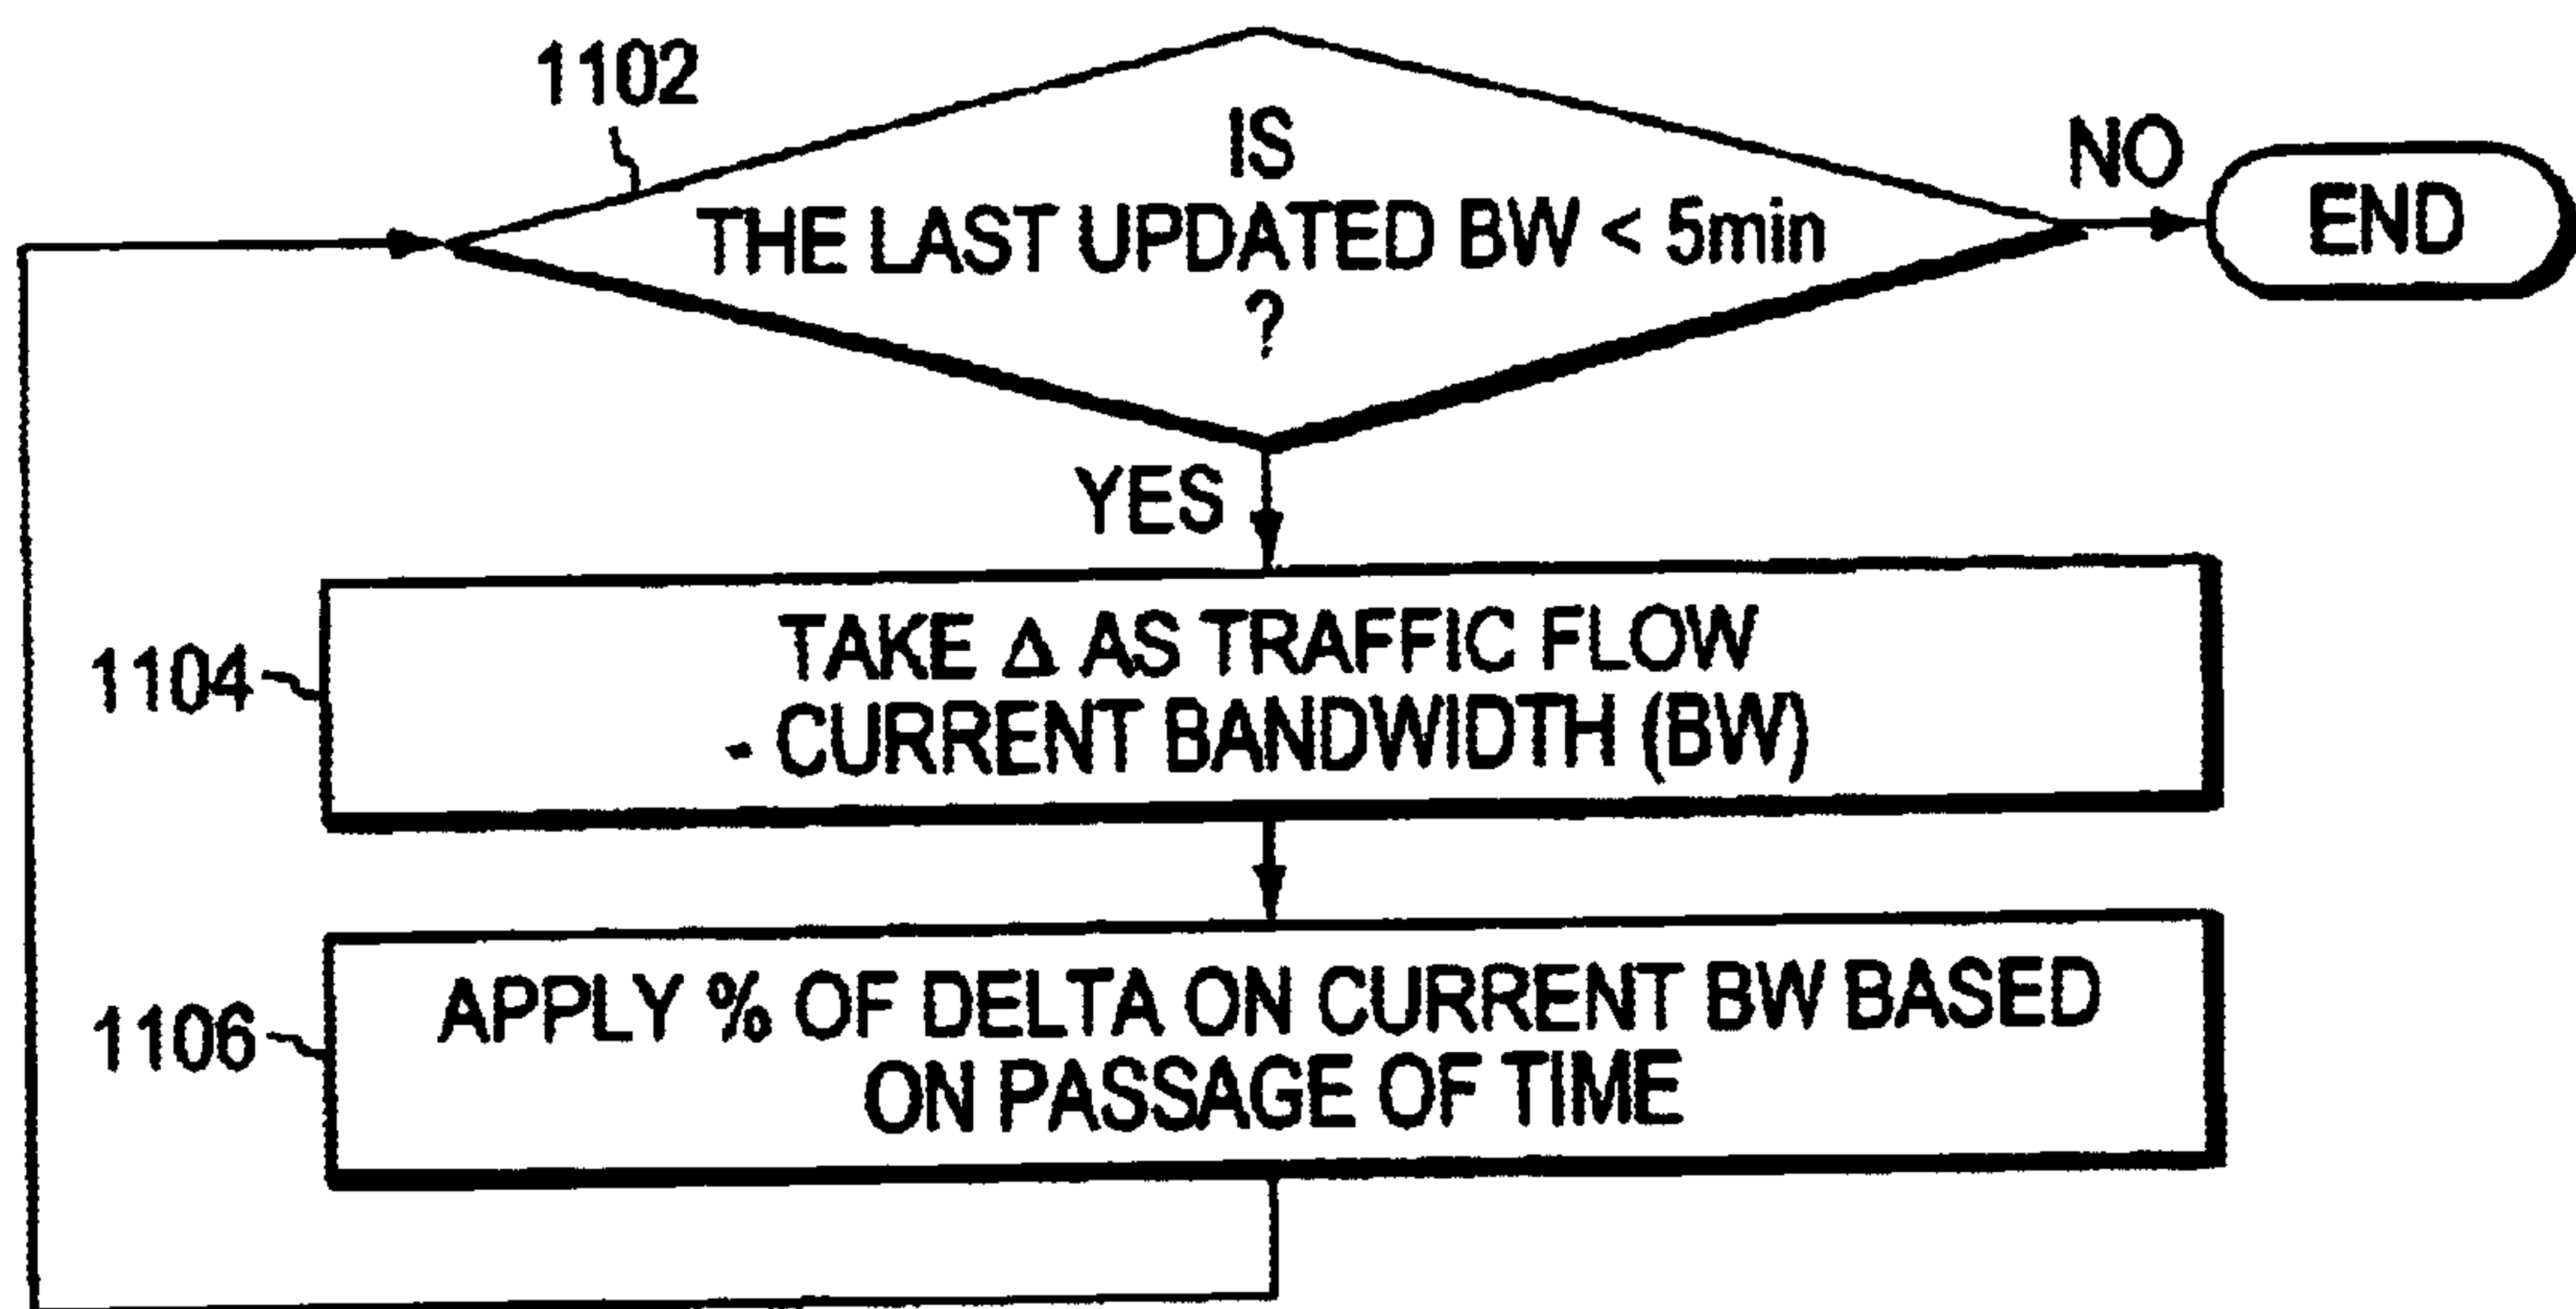 1102
IS
THE LAST UPDATED BW < 5min
?
NO
END
YES
1104
TAKE Δ AS TRAFFIC FLOW
- CURRENT BANDWIDTH (BW)
1106
APPLY % OF DELTA ON CURRENT BW BASED
ON PASSAGE OF TIME